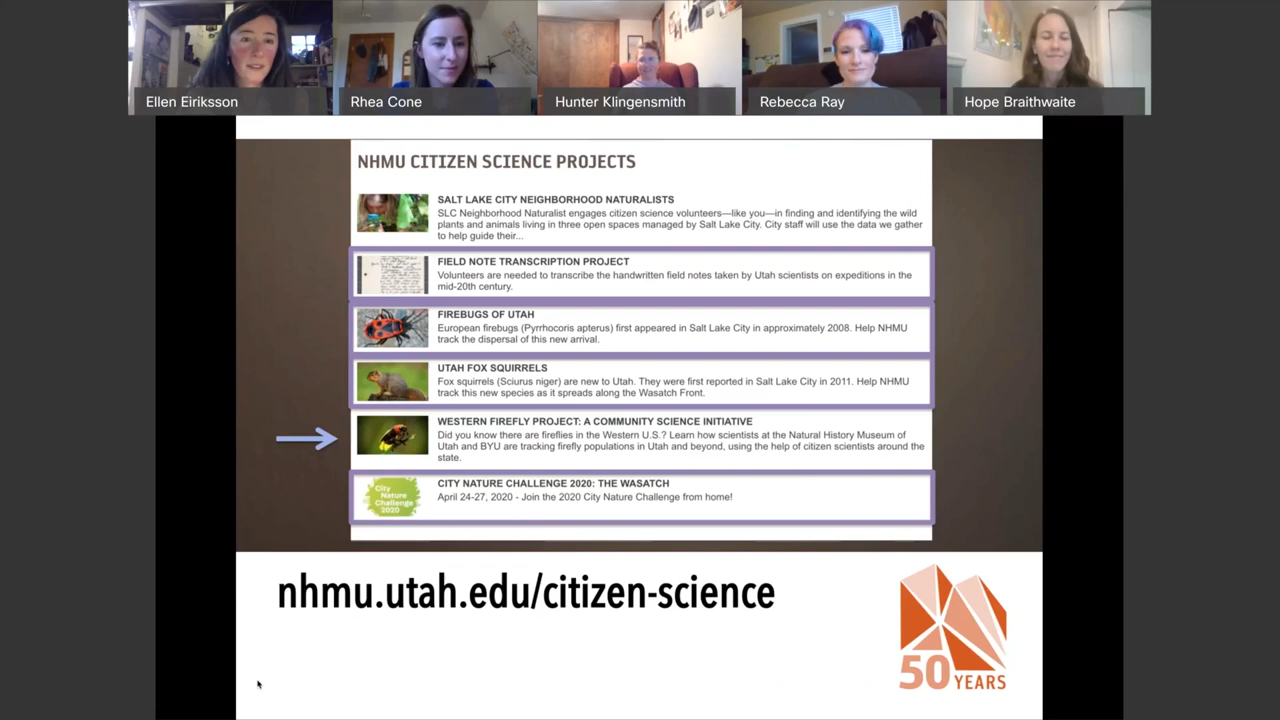 Ellen Eiriksson
Rhea Cone
Hunter Klingensmith
Rebecca Ray
Hope Braithwaite
NHMU CITIZEN SCIENCE PROJECTS
SALT LAKE CITY NEIGHBORHOOD NATURALISTS
SLC Neighborhood Naturalist engages citizen science volunteers—like you—in finding and identifying the wild
plants and animals living in three open spaces managed by Salt Lake City. City staff will use the data we gather
to help guide their...
FIELD NOTE TRANSCRIPTION PROJECT
Volunteers are needed to transcribe the handwritten field notes taken by Utah scientists on expeditions in the
mid-20th century.
FIREBUGS OF UTAH
European firebugs (Pyrrhocoris apterus) first appeared in Salt Lake City in approximately 2008. Help NHMU
track the dispersal of this new arrival.
UTAH FOX SQUIRRELS
Fox squirrels (Sciurus niger) are new to Utah. They were first reported in Salt Lake City in 2011. Help NHMU
track this new species as it spreads along the Wasatch Front.
WESTERN FIREFLY PROJECT: A COMMUNITY SCIENCE INITIATIVE
Did you know there are fireflies in the Western U.S.? Learn how scientists at the Natural History Museum of
Utah and BYU are tracking firefly populations in Utah and beyond, using the help of citizen scientists around the
state.
City
Nature
Challenge
2020
CITY NATURE CHALLENGE 2020: THE WASATCH
April 24-27, 2020 - Join the 2020 City Nature Challenge from home!
nhmu.utah.edu/citizen-science
50 YEARS